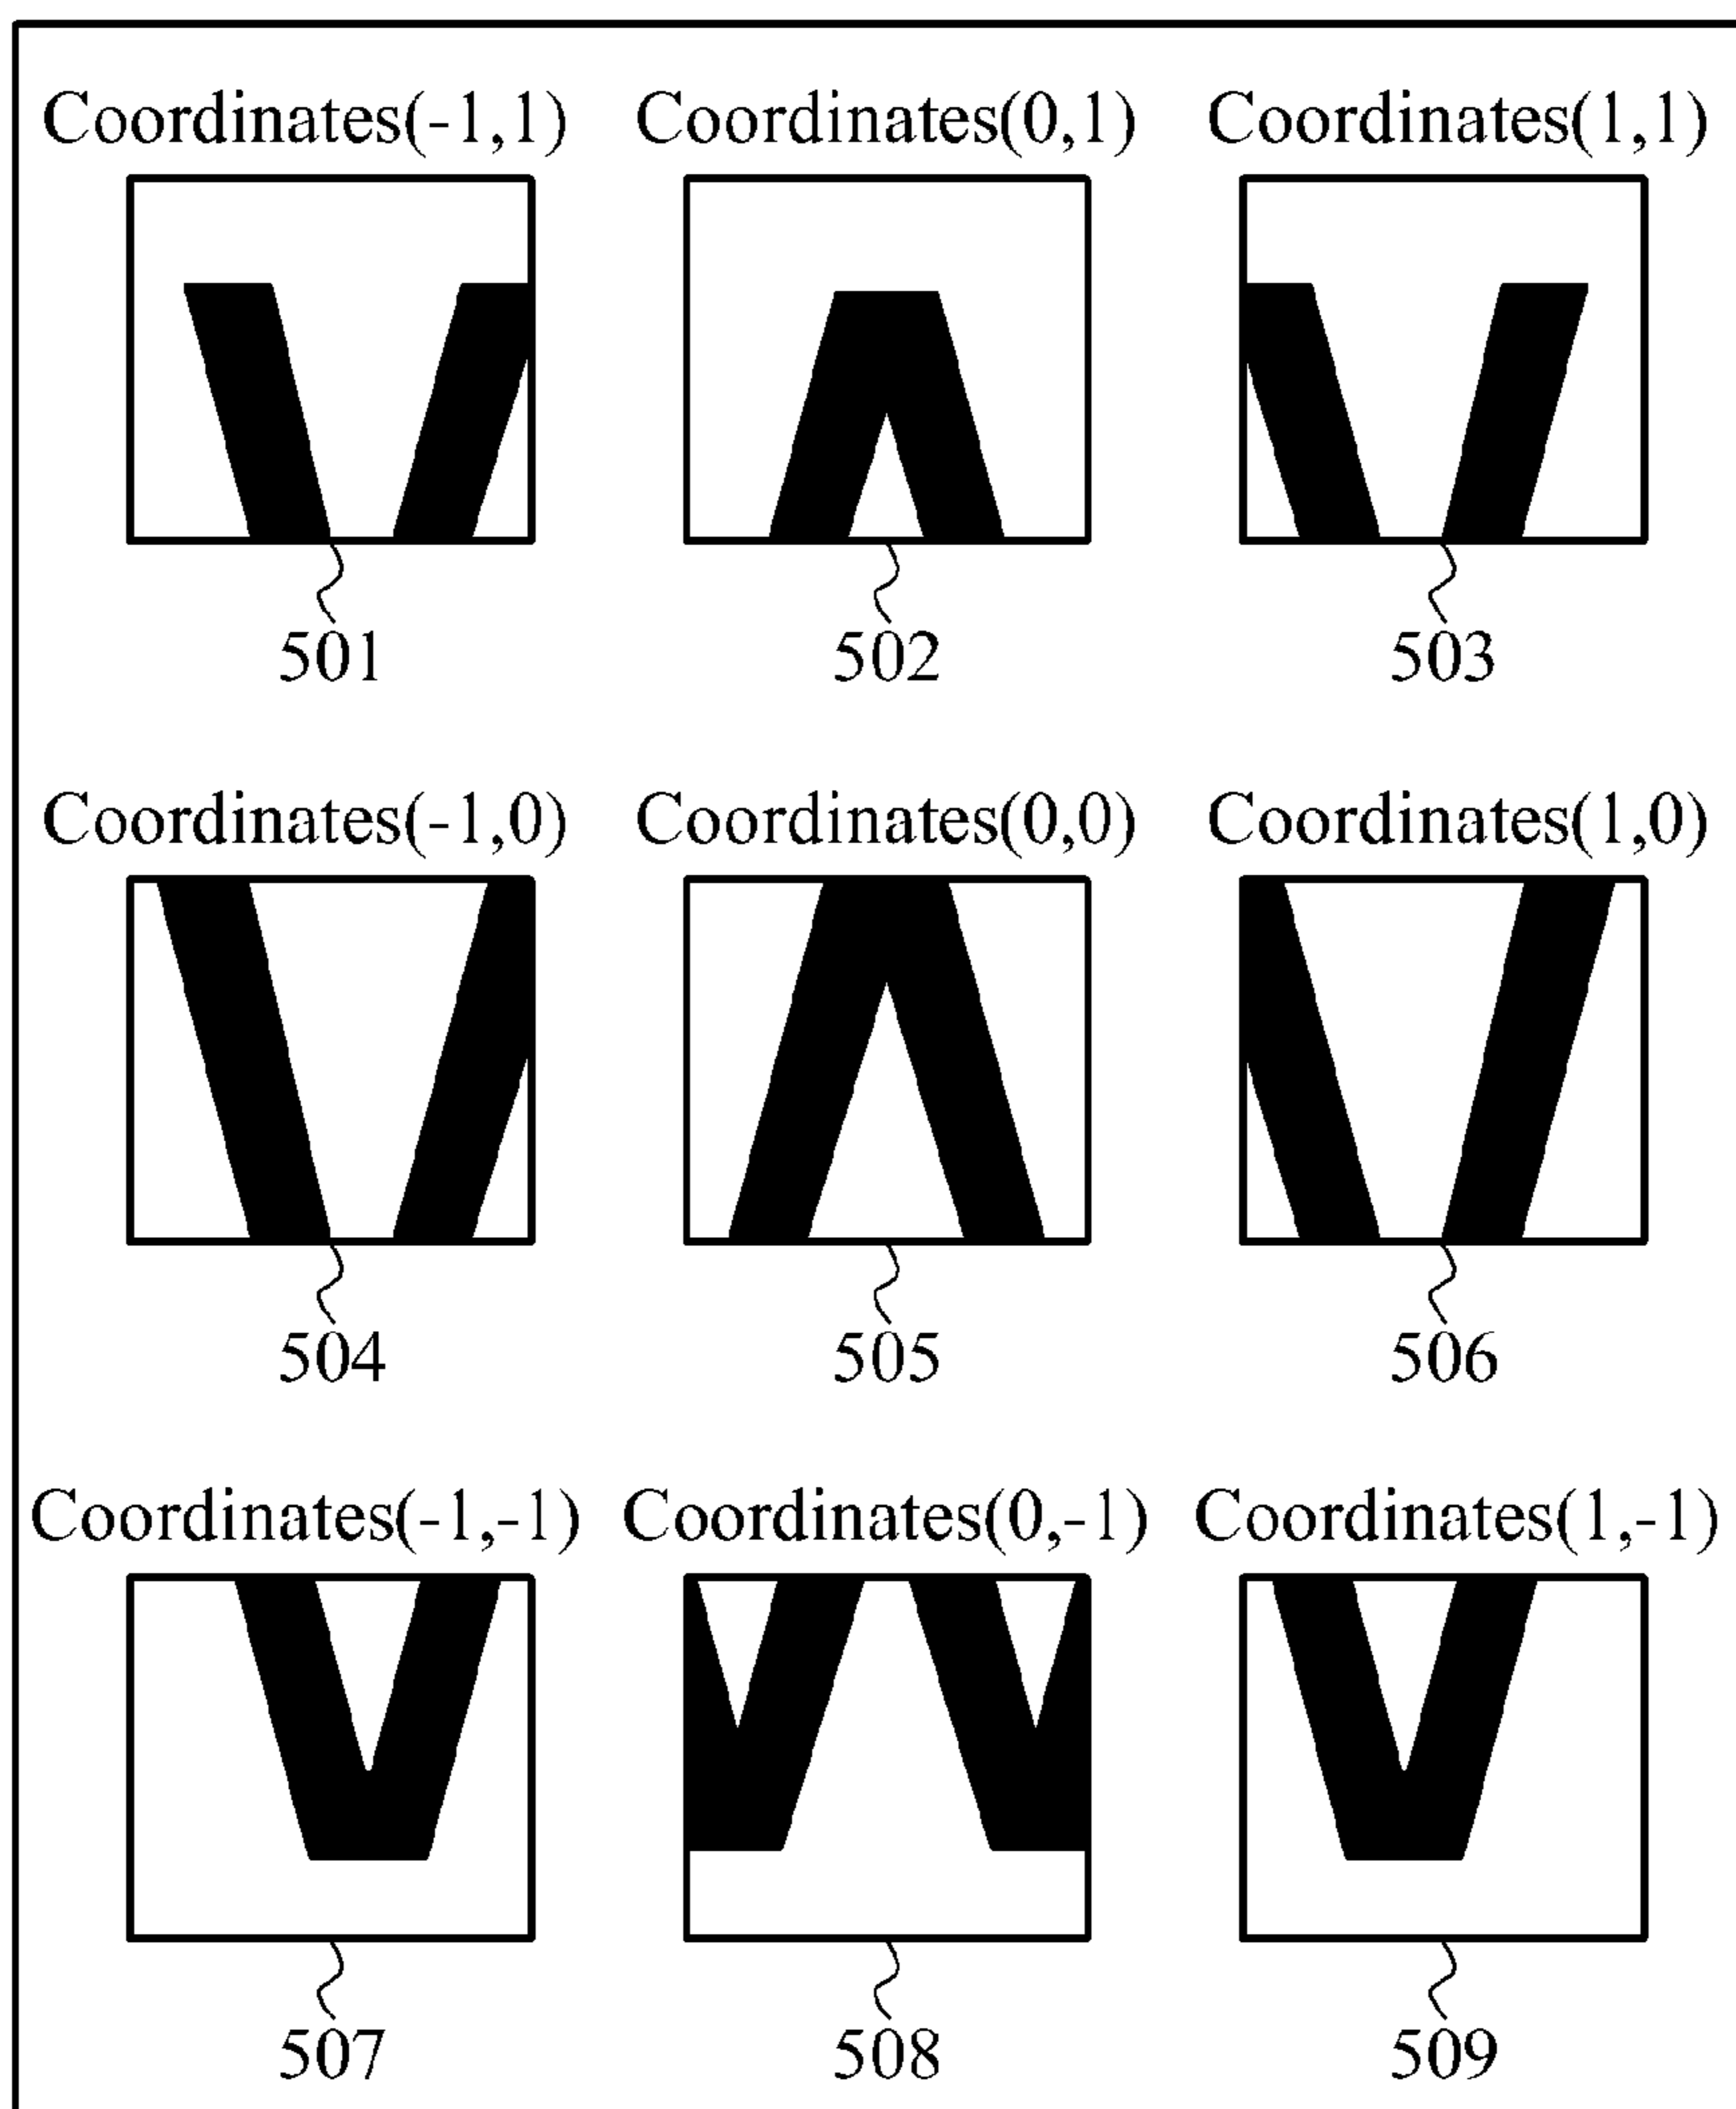 Coordinates(-1,1) Coordinates(0,1) Coordinates(1,1)
501 502 503
Coordinates(-1,0) Coordinates(0,0) Coordinates(1,0)
504 505 506
Coordinates(-1,-1) Coordinates(0,-1) Coordinates(1,-1)
507 508 509